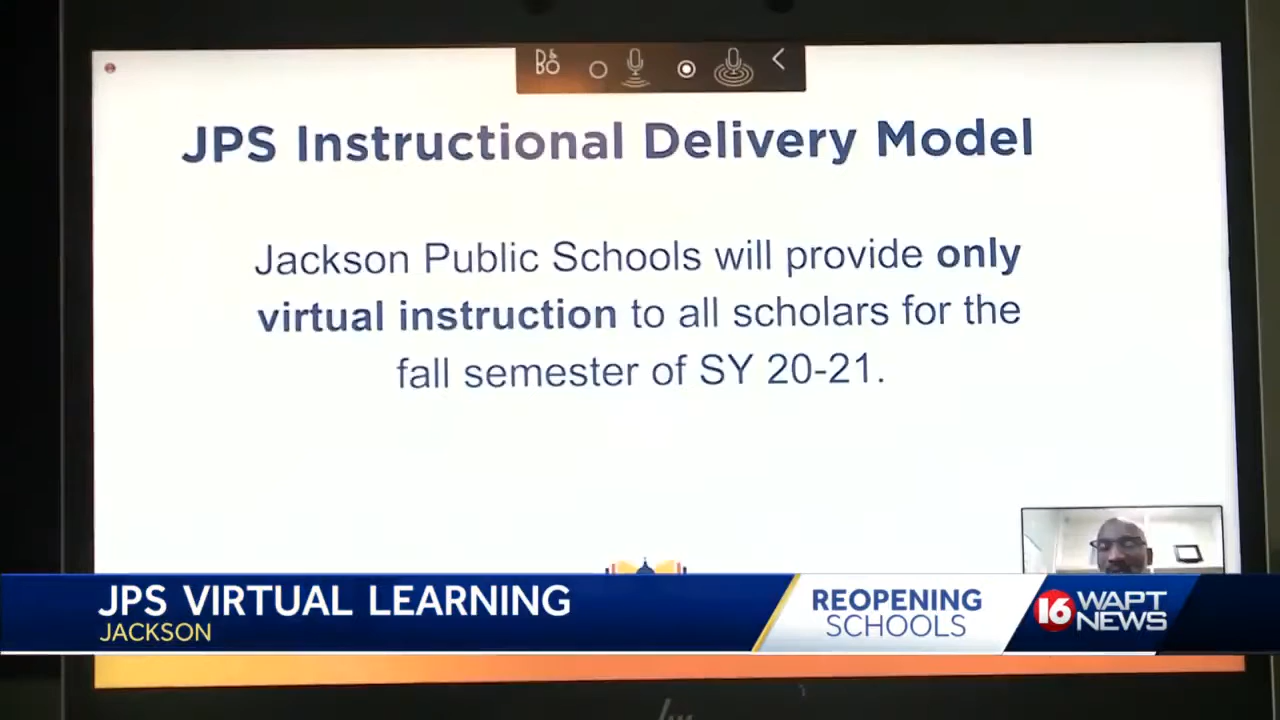 B&O
JPS Instructional Delivery Model
Jackson Public Schools will provide only
virtual instruction to all scholars for the
fall semester of SY 20-21.
JPS VIRTUAL LEARNING
JACKSON
REOPENING
SCHOOLS
16 WAPT
NEWS
hp